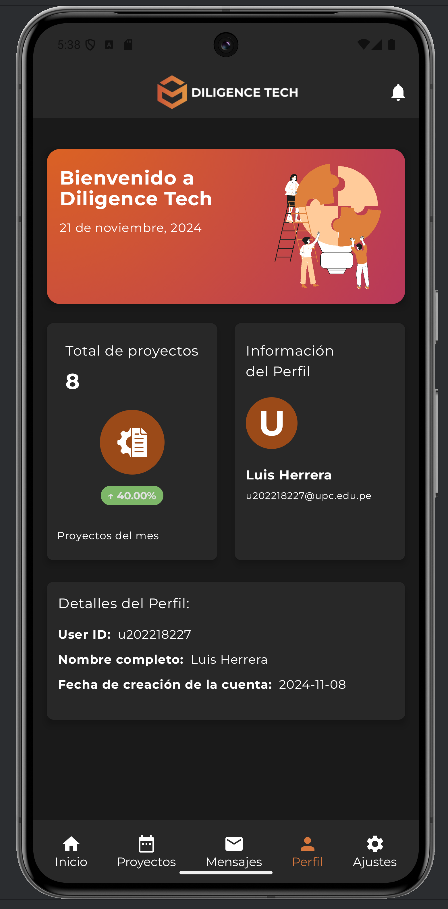 5:38
DILIGENCE TECH
Bienvenido a
Diligence Tech
21 de noviembre, 2024
Total de proyectos
8
↑ 40.00%
Proyectos del mes
Información
del Perfil
U
Luis Herrera
u202218227@upc.edu.pe
Detalles del Perfil:
User ID: u202218227
Nombre completo: Luis Herrera
Fecha de creación de la cuenta: 2024-11-08
Inicio Proyectos Mensajes Perfil Ajustes